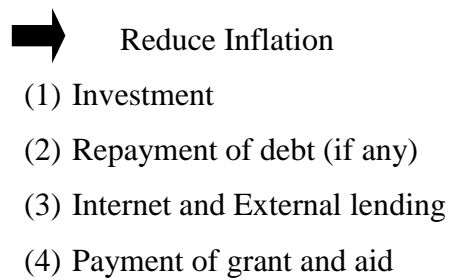 Reduce Inflation
(1) Investment
(2) Repayment of debt (if any)
(3) Internet and External lending
(4) Payment of grant and aid